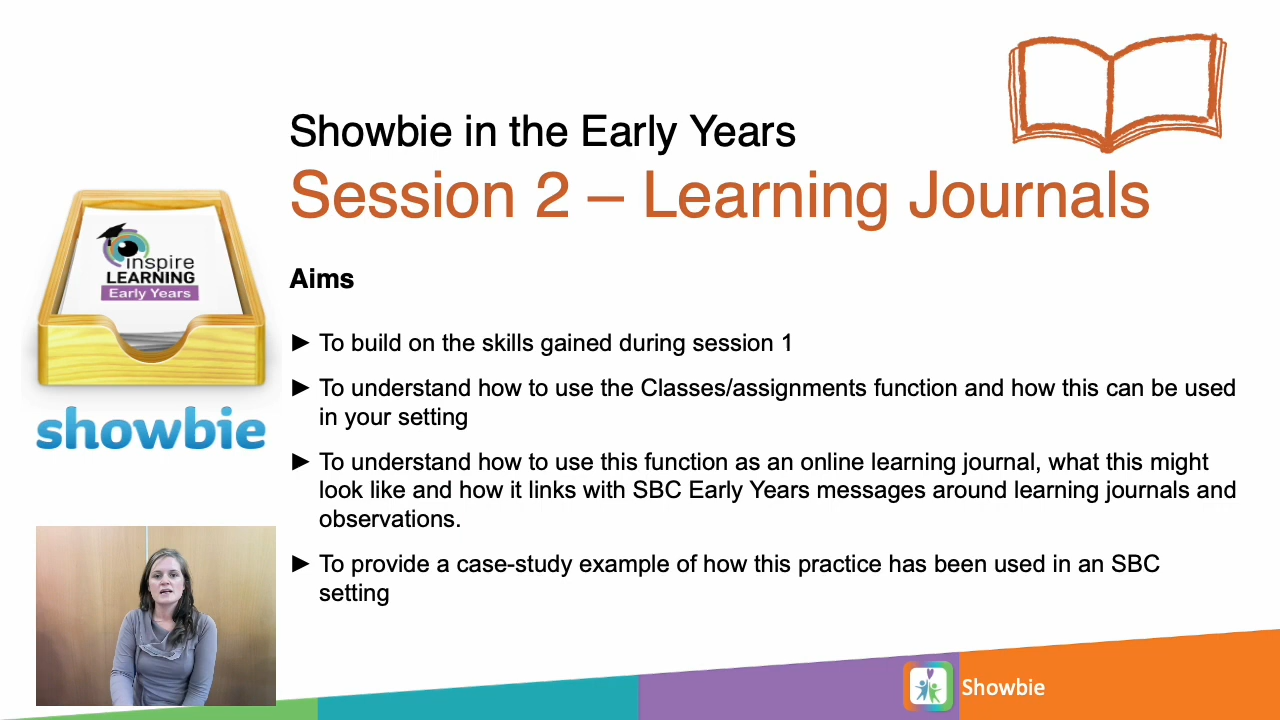 Showbie in the Early Years
Session 2 – Learning Journals
inspire
LEARNING
Early Years
showbie
Aims
► To build on the skills gained during session 1
► To understand how to use the Classes/assignments function and how this can be used
in your setting
► To understand how to use this function as an online learning journal, what this might
look like and how it links with SBC Early Years messages around learning journals and
observations.
► To provide a case-study example of how this practice has been used in an SBC
setting
Showbie